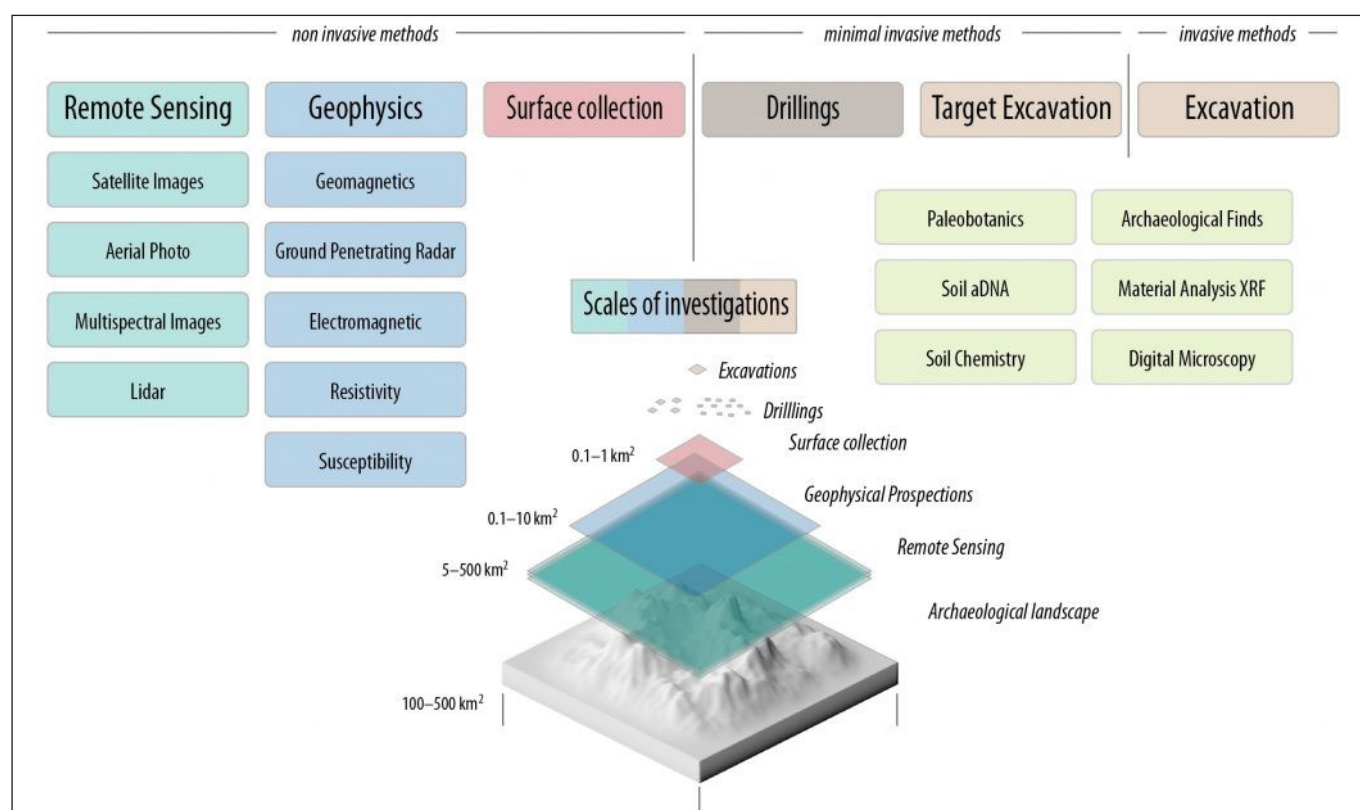 non invasive methods
minimal invasive methods
invasive methods
Remote Sensing
Geophysics
Surface collection
Drillings
Target Excavation
Excavation
Satellite Images
Geomagnetics
Aerial Photo
Ground Penetrating Radar
Multispectral Images
Electromagnetic
Lidar
Resistivity
Susceptibility
Paleobotanics
Archaeological Finds
Soil aDNA
Material Analysis XRF
Soil Chemistry
Digital Microscopy
Scales of investigations
Excavations
Drilllings
Surface collection
0.1–1 km²
Geophysical Prospections
0.1–10 km²
Remote Sensing
5–500 km²
Archaeological landscape
100–500 km²